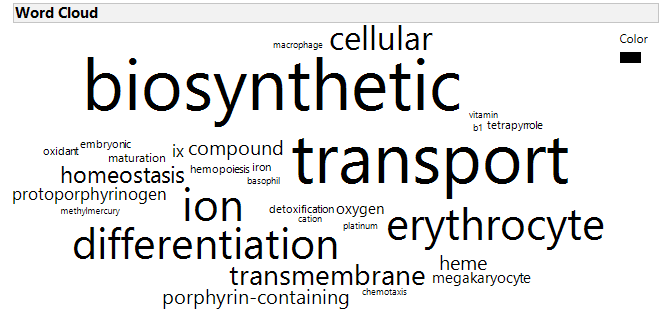 Word Cloud
Color
macrophage cellular
biosynthetic
vitamin
b1 tetrapyrrole
oxidant embryonic maturation ix compound
transport
homeostasis hemopoiesis iron
basophil
protoporphyrinogen
methylmercury ion detoxification oxygen
cation platinum
erythrocyte
differentiation
heme
transmembrane megakaryocyte
porphyrin-containing chemotaxis